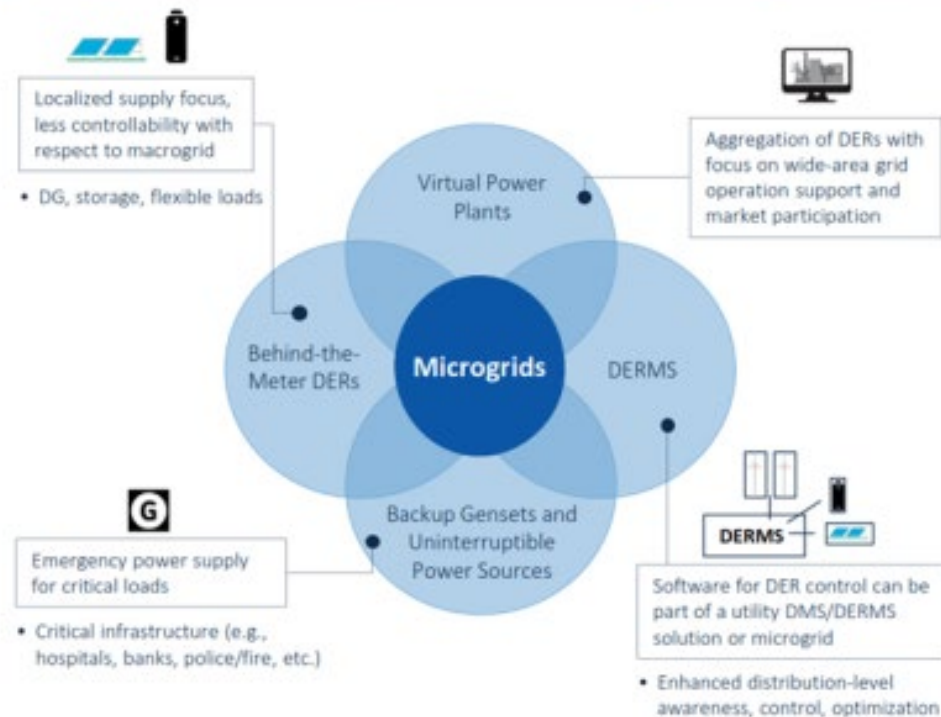 Localized supply focus,
less controllability with
respect to macrogrid
• DG, storage, flexible loads
Aggregation of DERs with
focus on wide-area grid
operation support and
market participation
Virtual Power
Plants
Behind-the-
Meter DERs
Microgrids
DERMS
Backup Gensets and
Uninterruptible
Power Sources
G
Emergency power supply
for critical loads
• Critical infrastructure (e.g.,
hospitals, banks, police/fire, etc.)
DERMS
Software for DER control can be
part of a utility DMS/DERMS
solution or microgrid
• Enhanced distribution-level
awareness, control, optimization